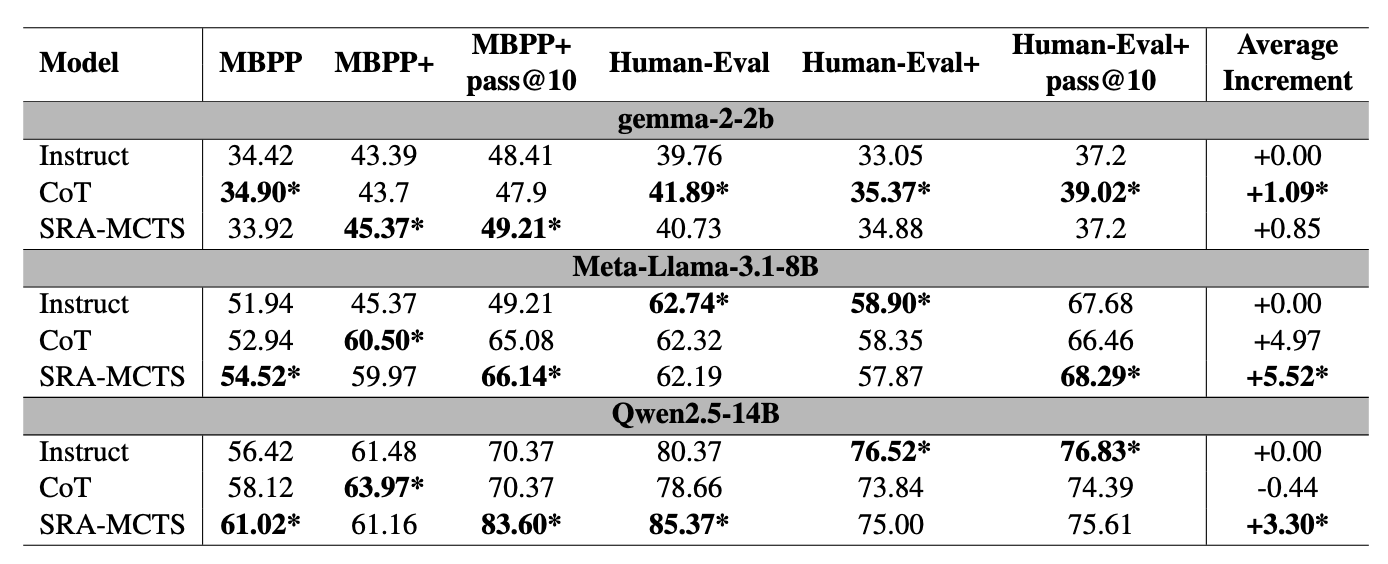 Model MBPP MBPP+ MBPP+ pass@10 Human-Eval Human-Eval+ Human-Eval+ pass@10 Average Increment
gemma-2-2b
Instruct 34.42 43.39 48.41 39.76 33.05 37.2 +0.00
CoT 34.90* 43.7 47.9 41.89* 35.37* 39.02* +1.09*
SRA-MCTS 33.92 45.37* 49.21* 40.73 34.88 37.2 +0.85
Meta-Llama-3.1-8B
Instruct 51.94 45.37 49.21 62.74* 58.90* 67.68 +0.00
CoT 52.94 60.50* 65.08 62.32 58.35 66.46 +4.97
SRA-MCTS 54.52* 59.97 66.14* 62.19 57.87 68.29* +5.52*
Qwen2.5-14B
Instruct 56.42 61.48 70.37 80.37 76.52* 76.83* +0.00
CoT 58.12 63.97* 70.37 78.66 73.84 74.39 -0.44
SRA-MCTS 61.02* 61.16 83.60* 85.37* 75.00 75.61 +3.30*